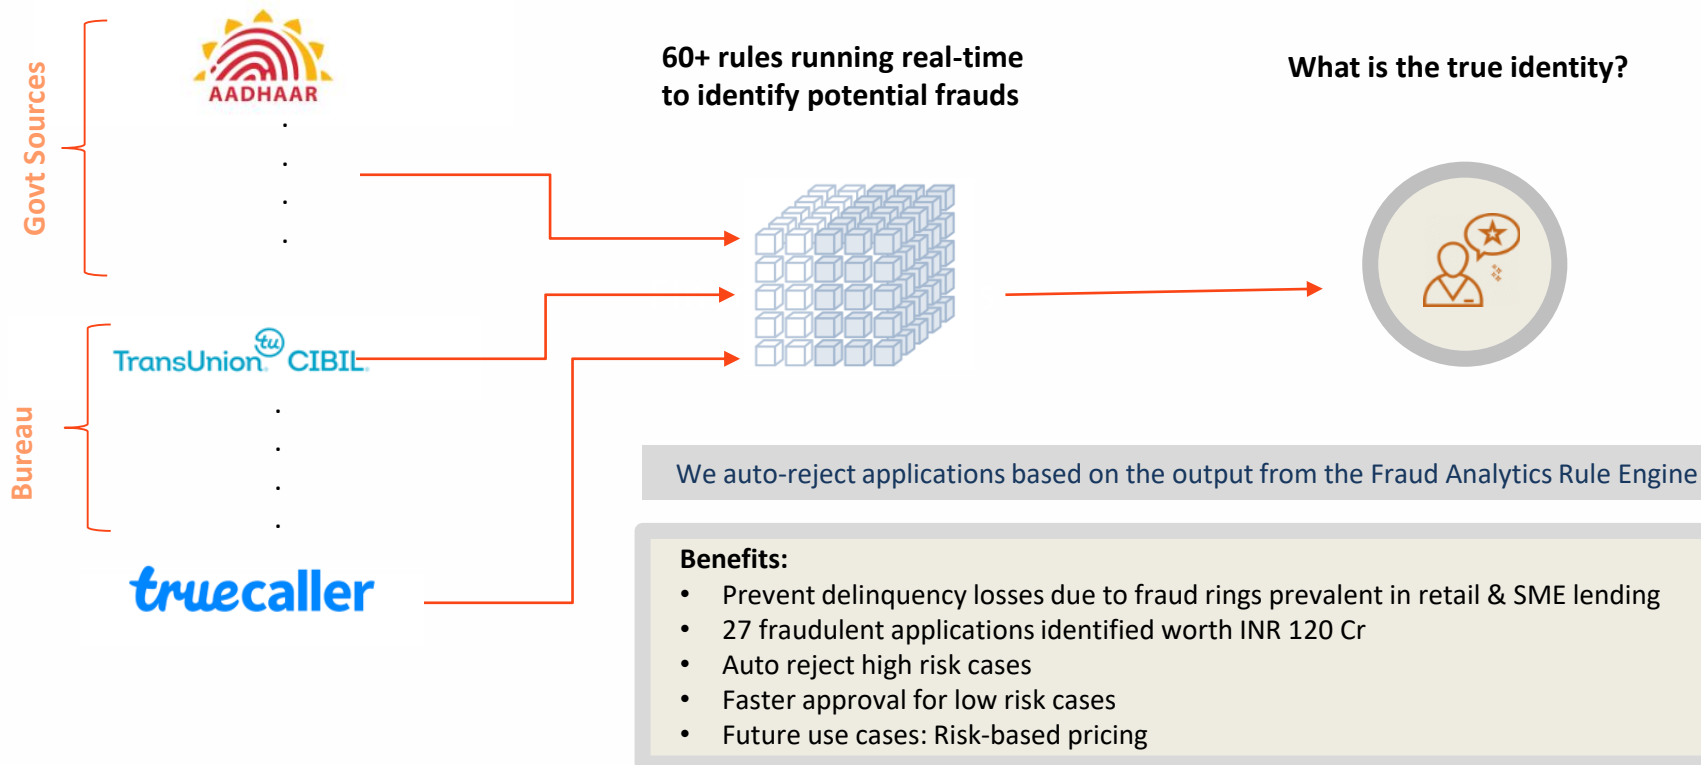 Govt Sources
AADHAAR
.
.
.
.
Bureau
TransUnion tu CIBIL
.
.
.
.
truecaller
60+ rules running real-time
to identify potential frauds
What is the true identity?
We auto-reject applications based on the output from the Fraud Analytics Rule Engine
Benefits:
• Prevent delinquency losses due to fraud rings prevalent in retail & SME lending
• 27 fraudulent applications identified worth INR 120 Cr
• Auto reject high risk cases
• Faster approval for low risk cases
• Future use cases: Risk-based pricing